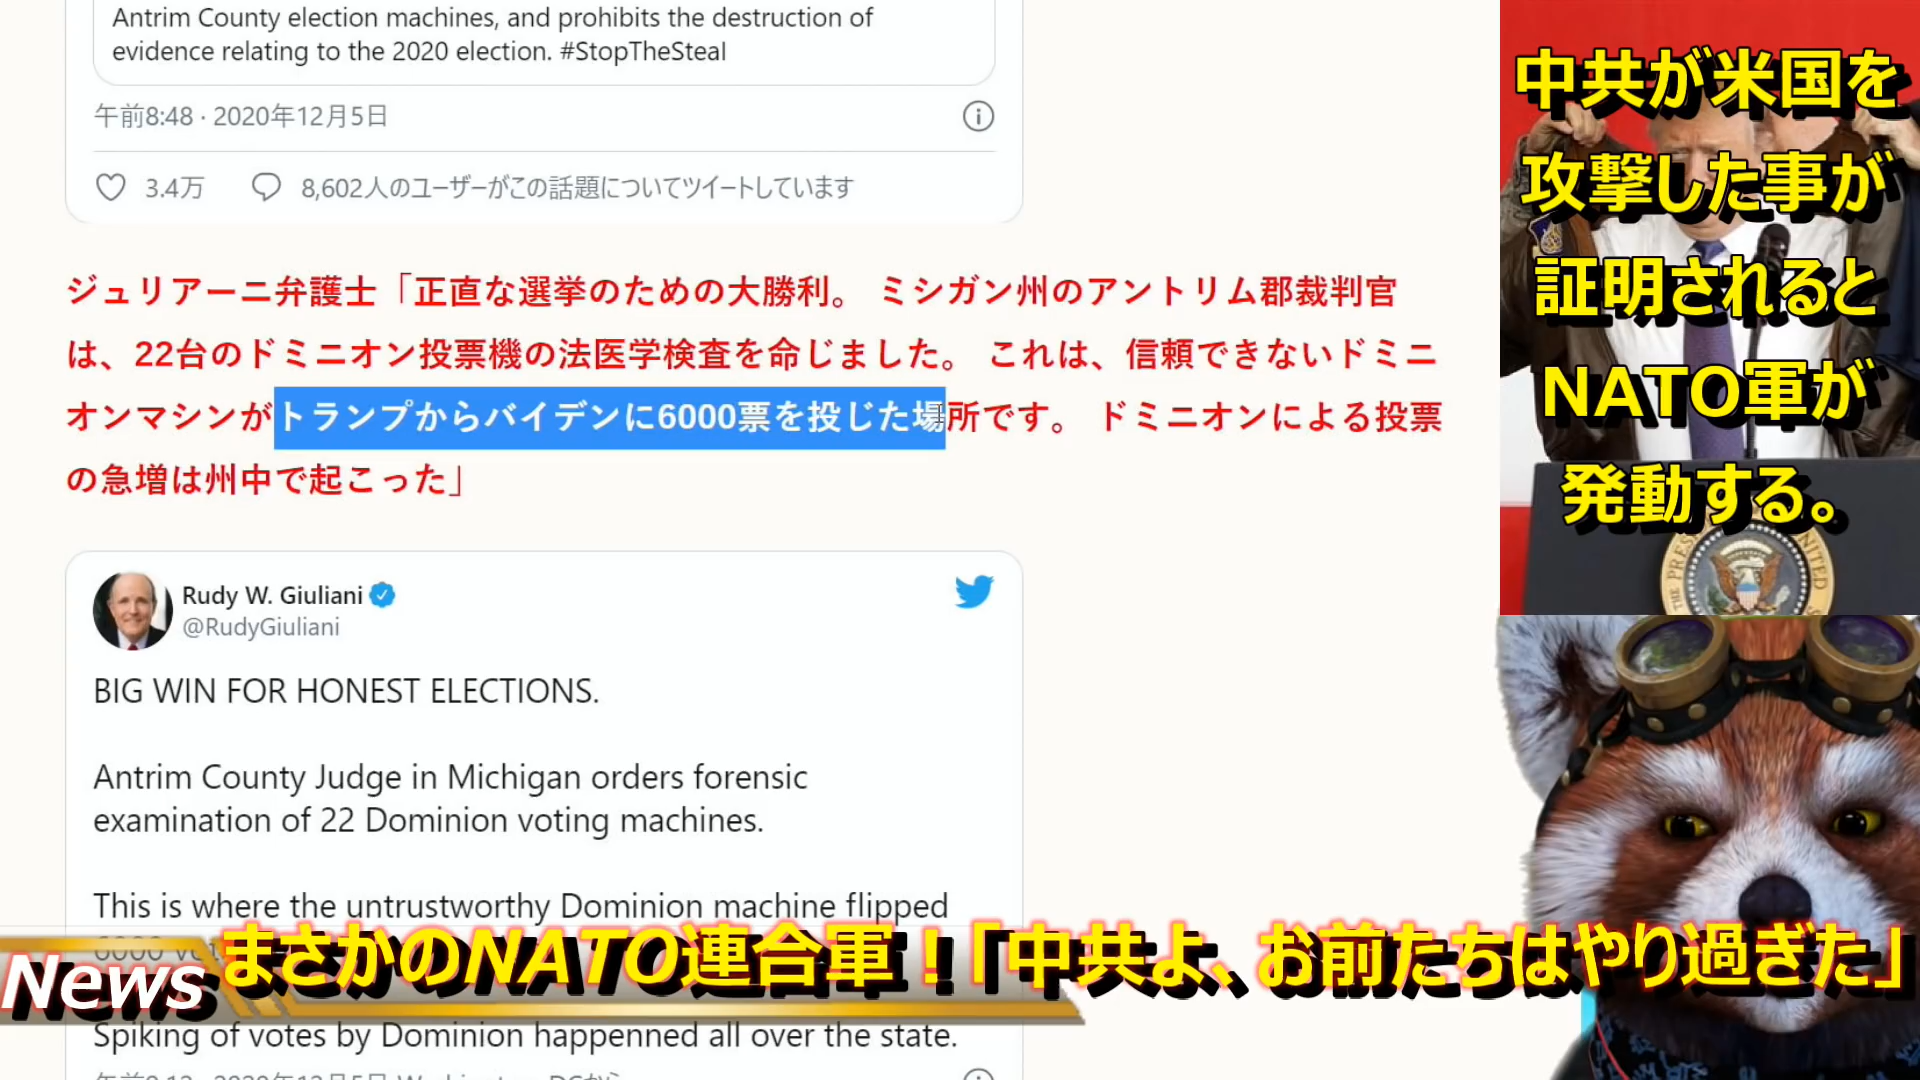 Antrim County election machines, and prohibits the destruction of
evidence relating to the 2020 election. #StopTheSteal
午前8:48 · 2020年12月5日
3.4万 8,602人のユーザーがこの話題についてツイートしています
ジュリアーニ弁護士「正直な選挙のための大勝利。 ミシガン州のアントリム郡裁判官
は、22台のドミニオン投票機の法医学検査を命じました。 これは、信頼できないドミニ
オンマシンがトランプからバイデンに6000票を投じた場所です。 ドミニオンによる投票
の急増は州中で起こった」
Rudy W. Giuliani
@RudyGiuliani
BIG WIN FOR HONEST ELECTIONS.
Antrim County Judge in Michigan orders forensic
examination of 22 Dominion voting machines.
This is where the untrustworthy Dominion machine flipped
Spiking of votes by Dominion happenned all over the state.
中共が米国を
攻撃した事が
証明されると
NATO軍が
発動する。
News
まさかのNATO連合軍！「中共よ、お前たちはやり過ぎた」